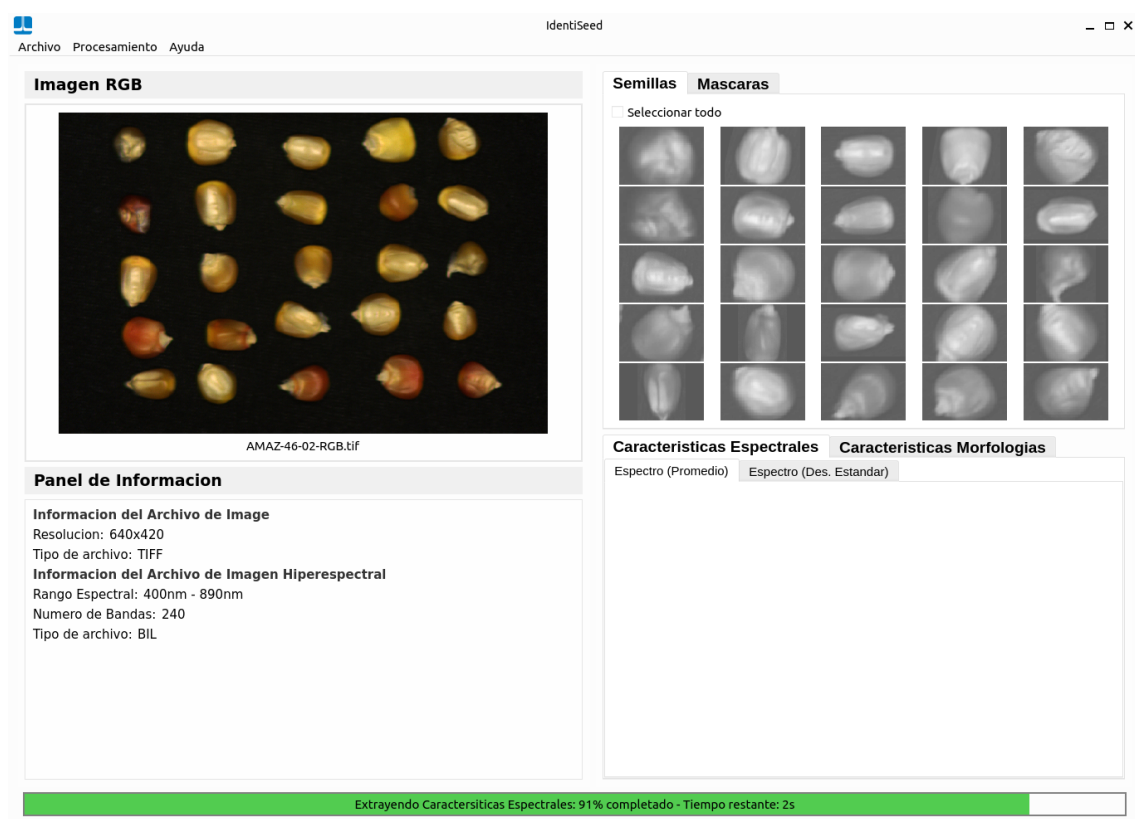 IdentiSeed
Archivo Procesamiento Ayuda
Imagen RGB
AMAZ-46-02-RGB.tif
Panel de Informacion
Informacion del Archivo de Image
Resolucion: 640x420
Tipo de archivo: TIFF
Informacion del Archivo de Imagen Hiperespectral
Rango Espectral: 400nm - 890nm
Numero de Bandas: 240
Tipo de archivo: BIL
Semillas Mascaras
Seleccionar todo
Caracteristicas Espectrales Caracteristicas Morfologias
Espectro (Promedio) Espectro (Des. Estandar)
Extrayendo Caractersiticas Espectrales: 91% completado - Tiempo restante: 2s